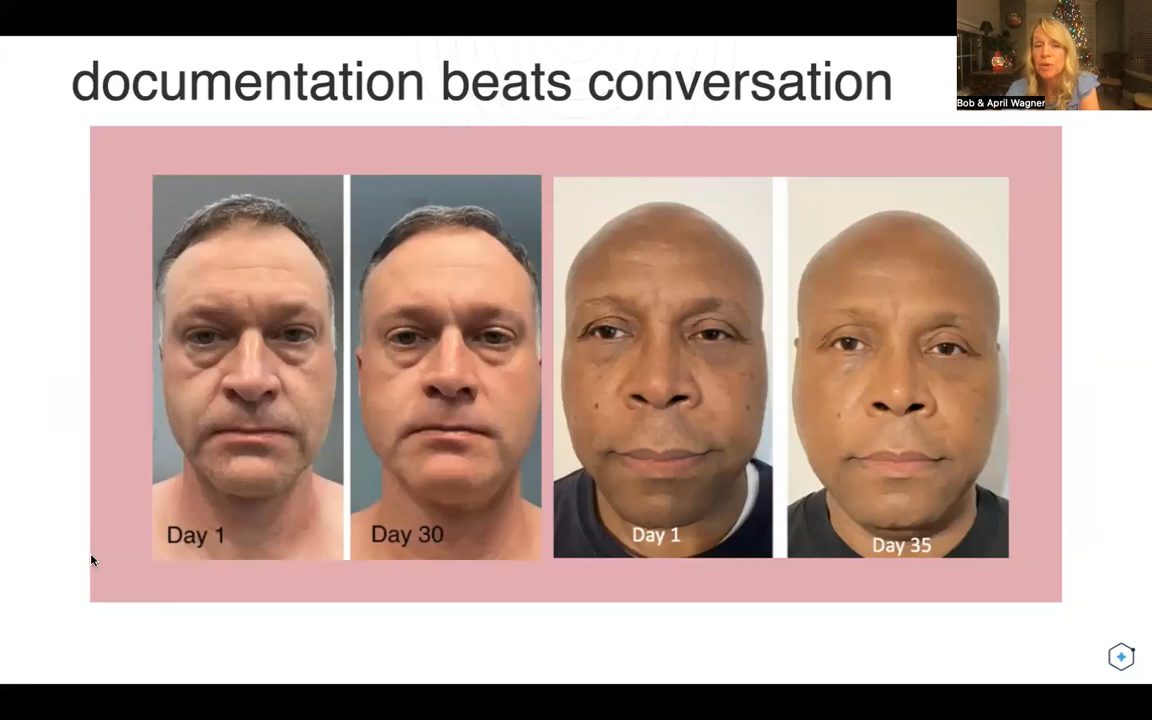 documentation beats conversation
Bob & April Wagner
Day 1
Day 30
Day 1
Day 35